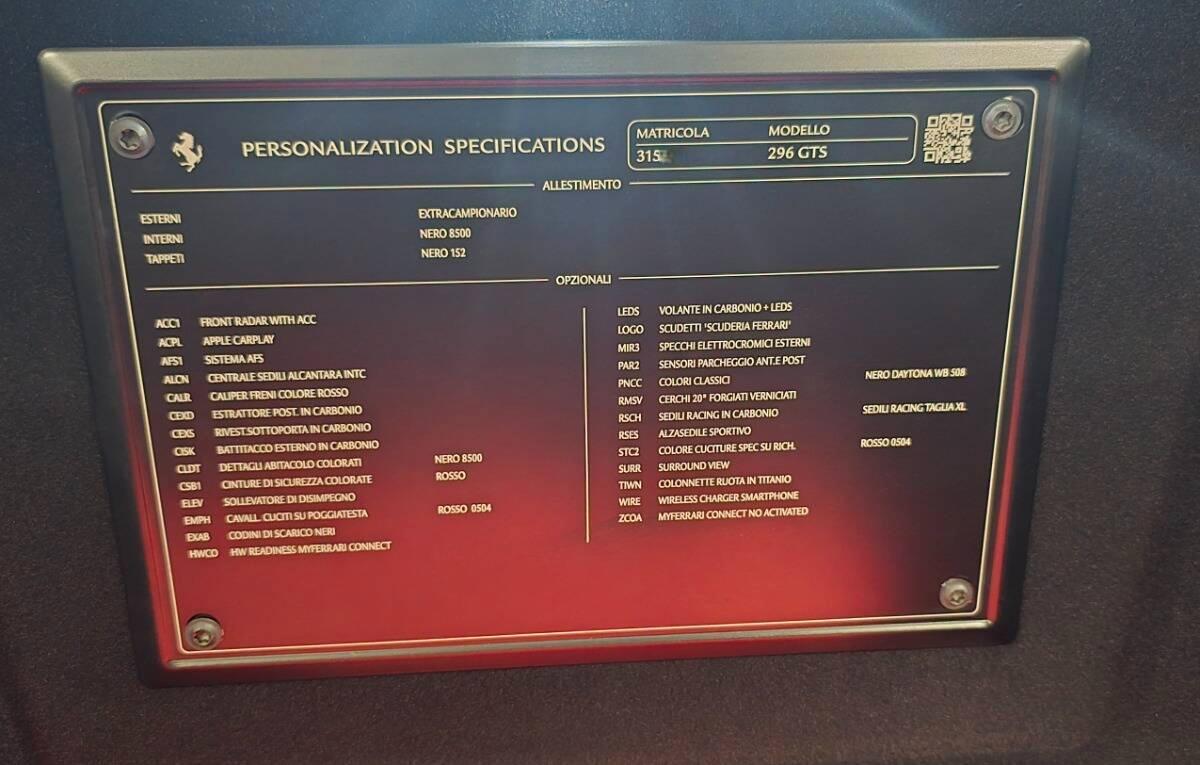 PERSONALIZATION SPECIFICATIONS
MATRICOLA MODELLO
315 296 GTS
ALLESTIMENTO
ESTERNI EXTRACAMPIONARIO
INTERNI NERO 8500
TAPPETI NERO 152
OPZIONALI
ACC1 FRONT RADAR WITH ACC
ACPL APPLE CARPLAY
AFS1 SISTEMA AFS
ALCN CENTRALE SEDILI ALCANTARA INTC
CALR CALIPER FRENI COLORE ROSSO
CEXD ESTRATTORE POST. IN CARBONIO
CEXS RIVEST.SOTTOPORTA IN CARBONIO
CISK BATTITACCO ESTERNO IN CARBONIO
CLDT DETTAGLI ABITACOLO COLORATI NERO 8500
CSB1 CINTURE DI SICUREZZA COLORATE ROSSO
ELEV SOLLEVATORE DI DISIMPEGNO
EMPH CAVALL. CUCITI SU POGGIATESTA ROSSO 0504
EXAB CODINI DI SCARICO NERI
HWCO HW READINESS MYFERRARI CONNECT
LEDS VOLANTE IN CARBONIO + LEDS
LOGO SCUDETTI 'SCUDERIA FERRARI'
MIR3 SPECCHI ELETTROCROMICI ESTERNI
PAR2 SENSORI PARCHEGGIO ANT.E POST
PNCC COLORI CLASSICI NERO DAYTONA WB 508
RMSV CERCHI 20" FORGIATI VERNICIATI
RSCH SEDILI RACING IN CARBONIO SEDILI RACING TAGLIA XL
RSES ALZASEDILE SPORTIVO
STC2 COLORE CUCITURE SPEC SU RICH. ROSSO 0504
SURR SURROUND VIEW
TIWN COLONNETTE RUOTA IN TITANIO
WIRE WIRELESS CHARGER SMARTPHONE
ZCOA MYFERRARI CONNECT NO ACTIVATED